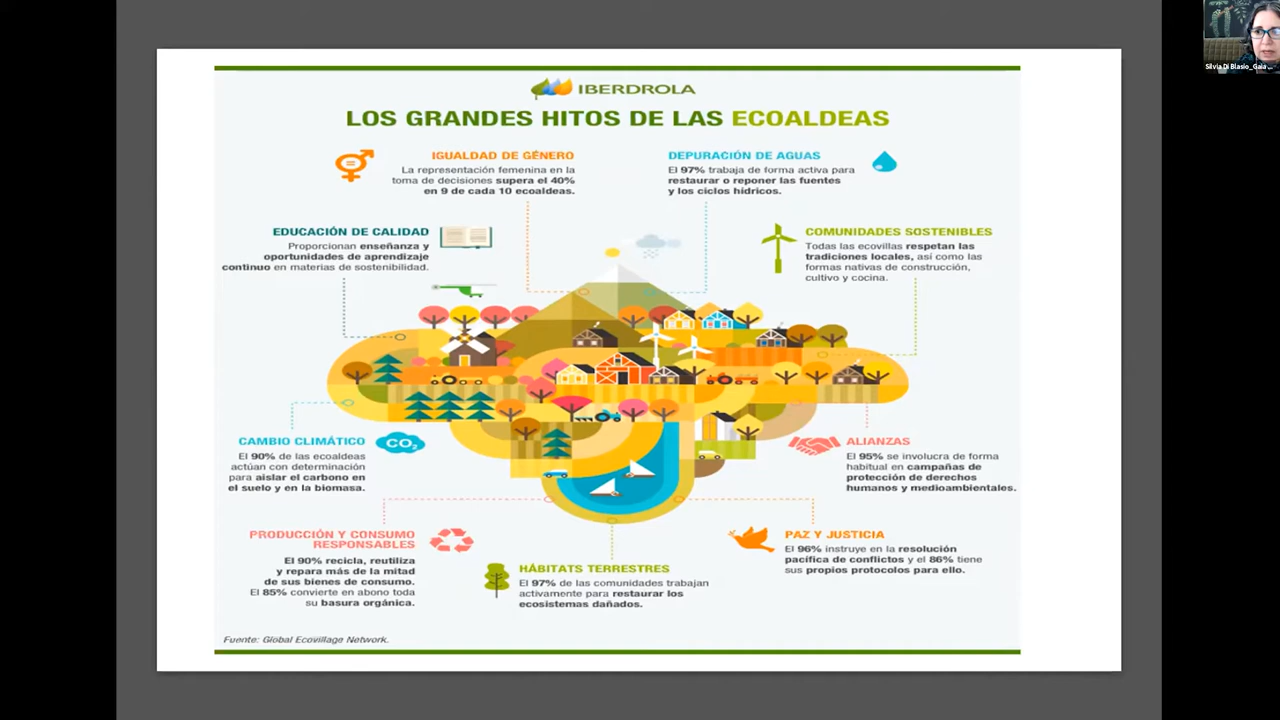 Silvia Di Blasio_Gaia ...
IBERDROLA
LOS GRANDES HITOS DE LAS ECOALDEAS
IGUALDAD DE GÉNERO
La representación femenina en la
toma de decisiones supera el 40%
en 9 de cada 10 ecoaldeas.
DEPURACIÓN DE AGUAS
El 97% trabaja de forma activa para
restaurar o reponer las fuentes
y los ciclos hídricos.
EDUCACIÓN DE CALIDAD
Proporcionan enseñanza y
oportunidades de aprendizaje
continuo en materias de sostenibilidad.
COMUNIDADES SOSTENIBLES
Todas las ecovillas respetan las
tradiciones locales, así como las
formas nativas de construcción,
cultivo y cocina.
CAMBIO CLIMÁTICO
El 90% de las ecoaldeas
actúan con determinación
para aislar el carbono en
el suelo y en la biomasa.
CO2
ALIANZAS
El 95% se involucra de forma
habitual en campañas de
protección de derechos
humanos y medioambientales.
PRODUCCIÓN Y CONSUMO
RESPONSABLES
El 90% recicla, reutiliza
y repara más de la mitad
de sus bienes de consumo.
El 85% convierte en abono toda
su basura orgánica.
HÁBITATS TERRESTRES
El 97% de las comunidades trabajan
activamente para restaurar los
ecosistemas dañados.
PAZ Y JUSTICIA
El 96% instruye en la resolución
pacífica de conflictos y el 86% tiene
sus propios protocolos para ello.
Fuente: Global Ecovillage Network.